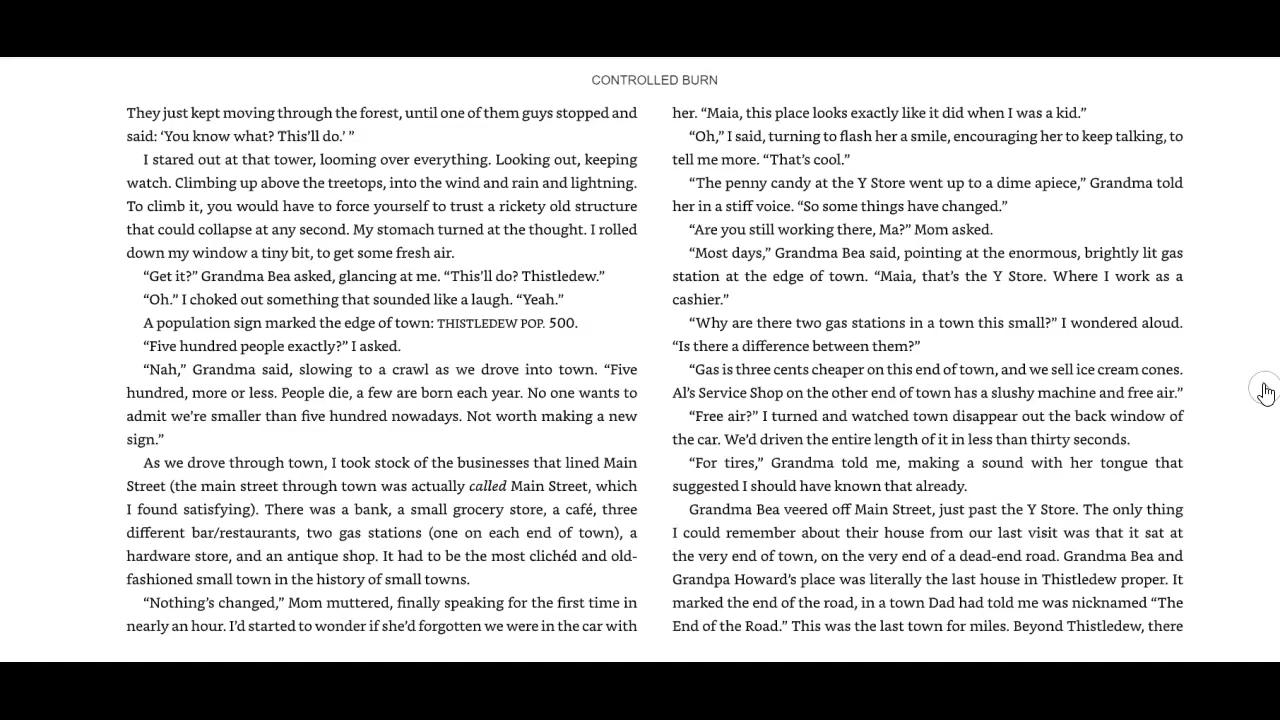 CONTROLLED BURN
They just kept moving through the forest, until one of them guys stopped and
said: ‘You know what? This’ll do.’ ”
I stared out at that tower, looming over everything. Looking out, keeping
watch. Climbing up above the treetops, into the wind and rain and lightning.
To climb it, you would have to force yourself to trust a rickety old structure
that could collapse at any second. My stomach turned at the thought. I rolled
down my window a tiny bit, to get some fresh air.
“Get it?” Grandma Bea asked, glancing at me. “This’ll do? Thistledew.”
“Oh.” I choked out something that sounded like a laugh. “Yeah.”
A population sign marked the edge of town: THISTLEDEW POP. 500.
“Five hundred people exactly?” I asked.
“Nah,” Grandma said, slowing to a crawl as we drove into town. “Five
hundred, more or less. People die, a few are born each year. No one wants to
admit we’re smaller than five hundred nowadays. Not worth making a new
sign.”
As we drove through town, I took stock of the businesses that lined Main
Street (the main street through town was actually called Main Street, which
I found satisfying). There was a bank, a small grocery store, a café, three
different bar/restaurants, two gas stations (one on each end of town), a
hardware store, and an antique shop. It had to be the most clichéd and old-
fashioned small town in the history of small towns.
“Nothing’s changed,” Mom muttered, finally speaking for the first time in
nearly an hour. I’d started to wonder if she’d forgotten we were in the car with
her. “Maia, this place looks exactly like it did when I was a kid.”
“Oh,” I said, turning to flash her a smile, encouraging her to keep talking, to
tell me more. “That’s cool.”
“The penny candy at the Y Store went up to a dime apiece,” Grandma told
her in a stiff voice. “So some things have changed.”
“Are you still working there, Ma?” Mom asked.
“Most days,” Grandma Bea said, pointing at the enormous, brightly lit gas
station at the edge of town. “Maia, that’s the Y Store. Where I work as a
cashier.”
“Why are there two gas stations in a town this small?” I wondered aloud.
“Is there a difference between them?”
“Gas is three cents cheaper on this end of town, and we sell ice cream cones.
Al’s Service Shop on the other end of town has a slushy machine and free air.”
“Free air?” I turned and watched town disappear out the back window of
the car. We’d driven the entire length of it in less than thirty seconds.
“For tires,” Grandma told me, making a sound with her tongue that
suggested I should have known that already.
Grandma Bea veered off Main Street, just past the Y Store. The only thing
I could remember about their house from our last visit was that it sat at
the very end of town, on the very end of a dead-end road. Grandma Bea and
Grandpa Howard’s place was literally the last house in Thistledew proper. It
marked the end of the road, in a town Dad had told me was nicknamed “The
End of the Road.” This was the last town for miles. Beyond Thistledew, there